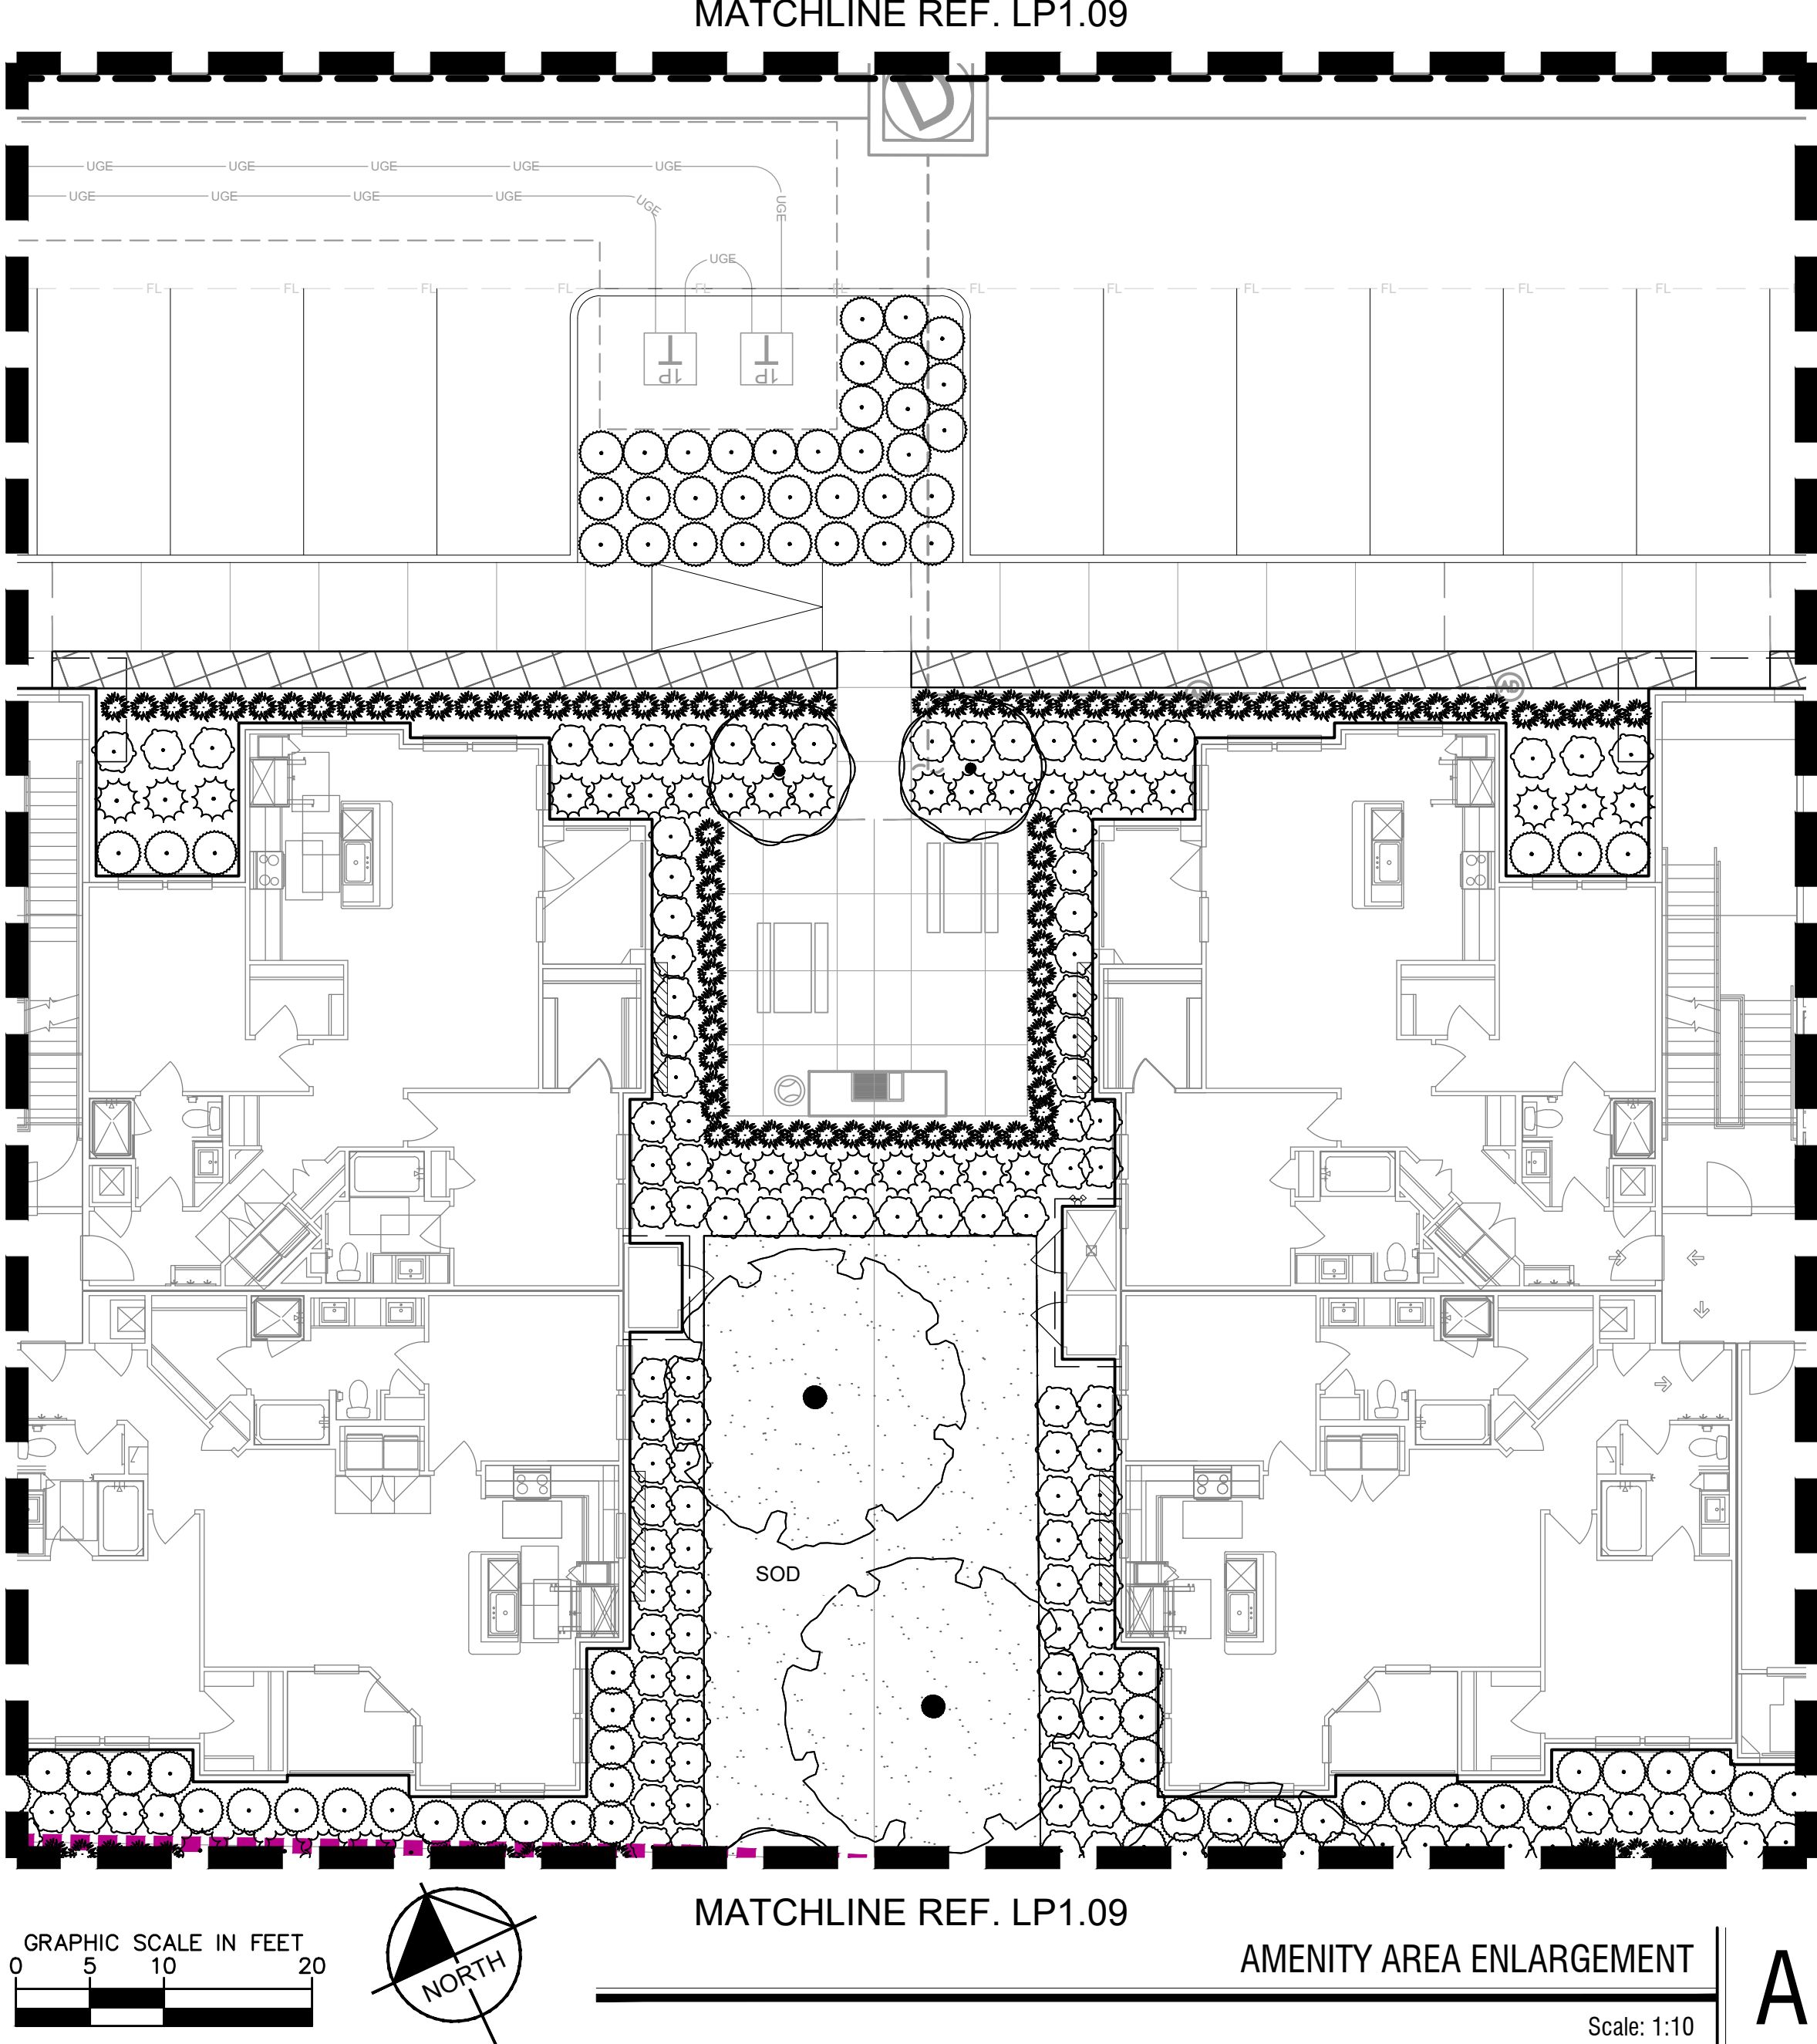 MATCHLINE REF. LP1.09
D
UGE UGE UGE UGE UGE
UGE UGE UGE UGE UGE UGE
UGE
FL FL FL FL FL FL FL FL FL FL FL FL
T T
1P 1P
AD AD
SOD
MATCHLINE REF. LP1.09
GRAPHIC SCALE IN FEET
0 5 10 20
NORTH
AMENITY AREA ENLARGEMENT
A
Scale: 1:10